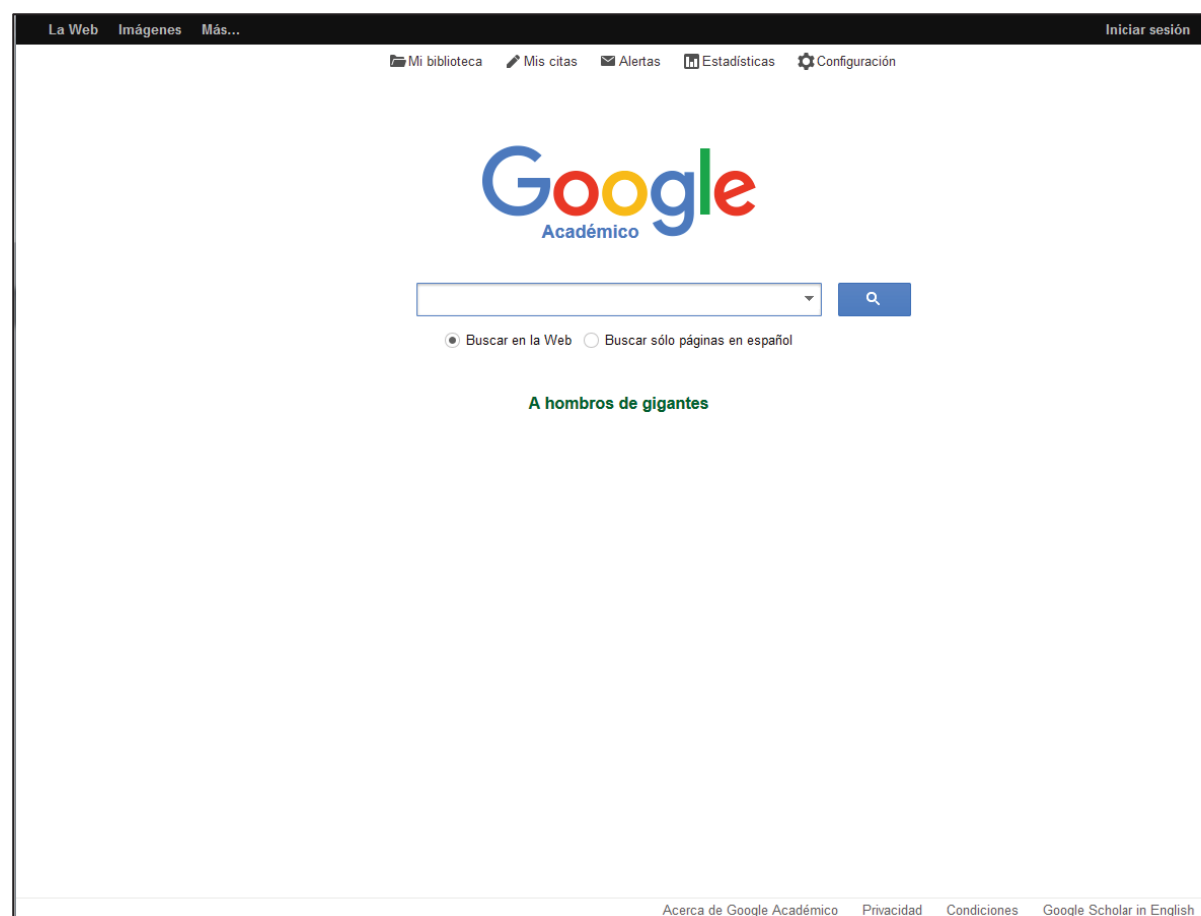 La Web Imágenes Más... Iniciar sesión
Mi biblioteca Mis citas Alertas Estadísticas Configuración
Google
Académico
Buscar en la Web Buscar sólo páginas en español
A hombros de gigantes
Acerca de Google Académico Privacidad Condiciones Google Scholar in English